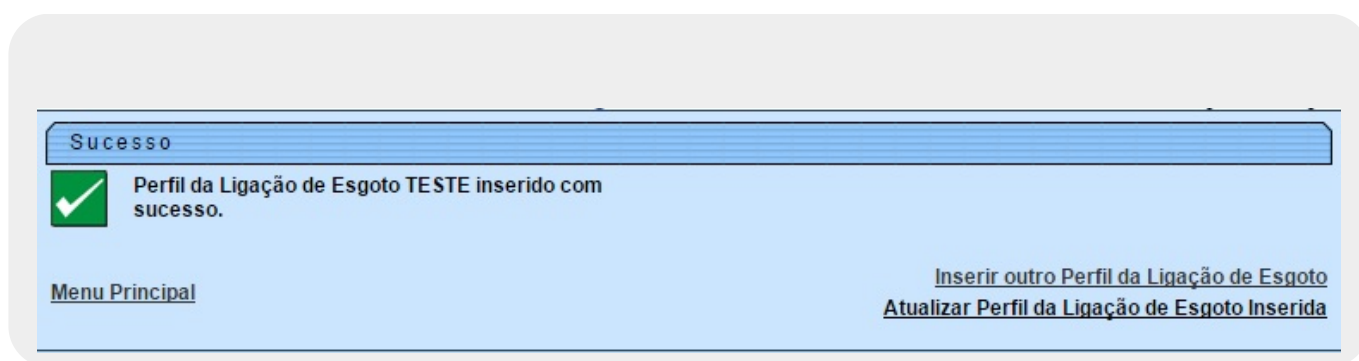 Sucesso
Perfil da Ligação de Esgoto TESTE inserido com
sucesso.
Inserir outro Perfil da Ligação de Esgoto
Menu Principal
Atualizar Perfil da Ligação de Esgoto Inserida